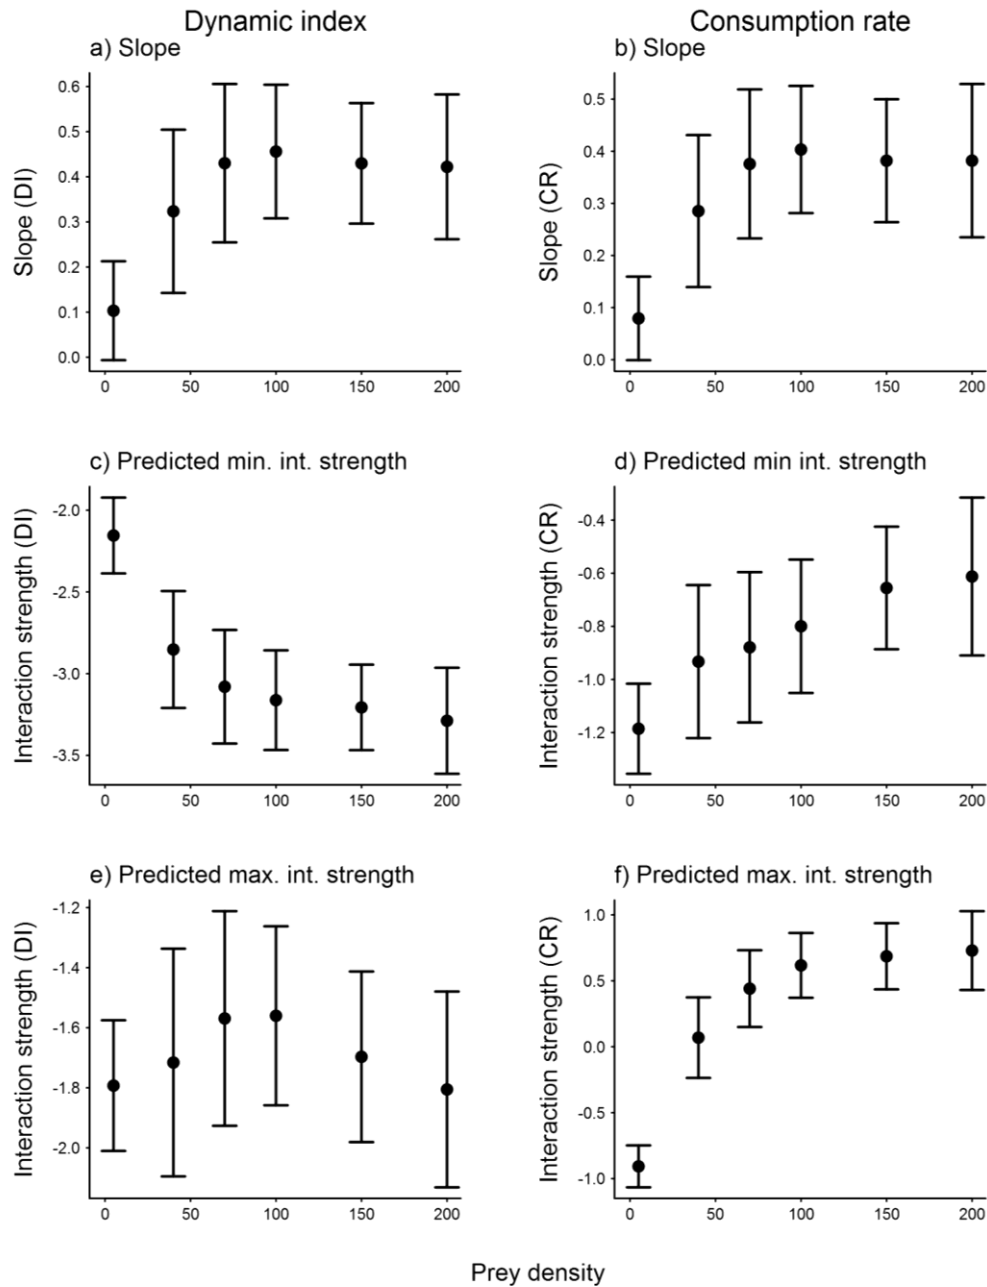 Dynamic index
Consumption rate
a) Slope
b) Slope
Slope (DI)
0.6
0.5
0.4
0.3
0.2
0.1
0.0
0 50 100 150 200
Slope (CR)
0.5
0.4
0.3
0.2
0.1
0.0
0 50 100 150 200
c) Predicted min. int. strength
d) Predicted min int. strength
Interaction strength (DI)
-2.0
-2.5
-3.0
-3.5
0 50 100 150 200
Interaction strength (CR)
-0.4
-0.6
-0.8
-1.0
-1.2
0 50 100 150 200
e) Predicted max. int. strength
f) Predicted max. int. strength
Interaction strength (DI)
-1.2
-1.4
-1.6
-1.8
-2.0
0 50 100 150 200
Interaction strength (CR)
1.0
0.5
0.0
-0.5
-1.0
0 50 100 150 200
Prey density